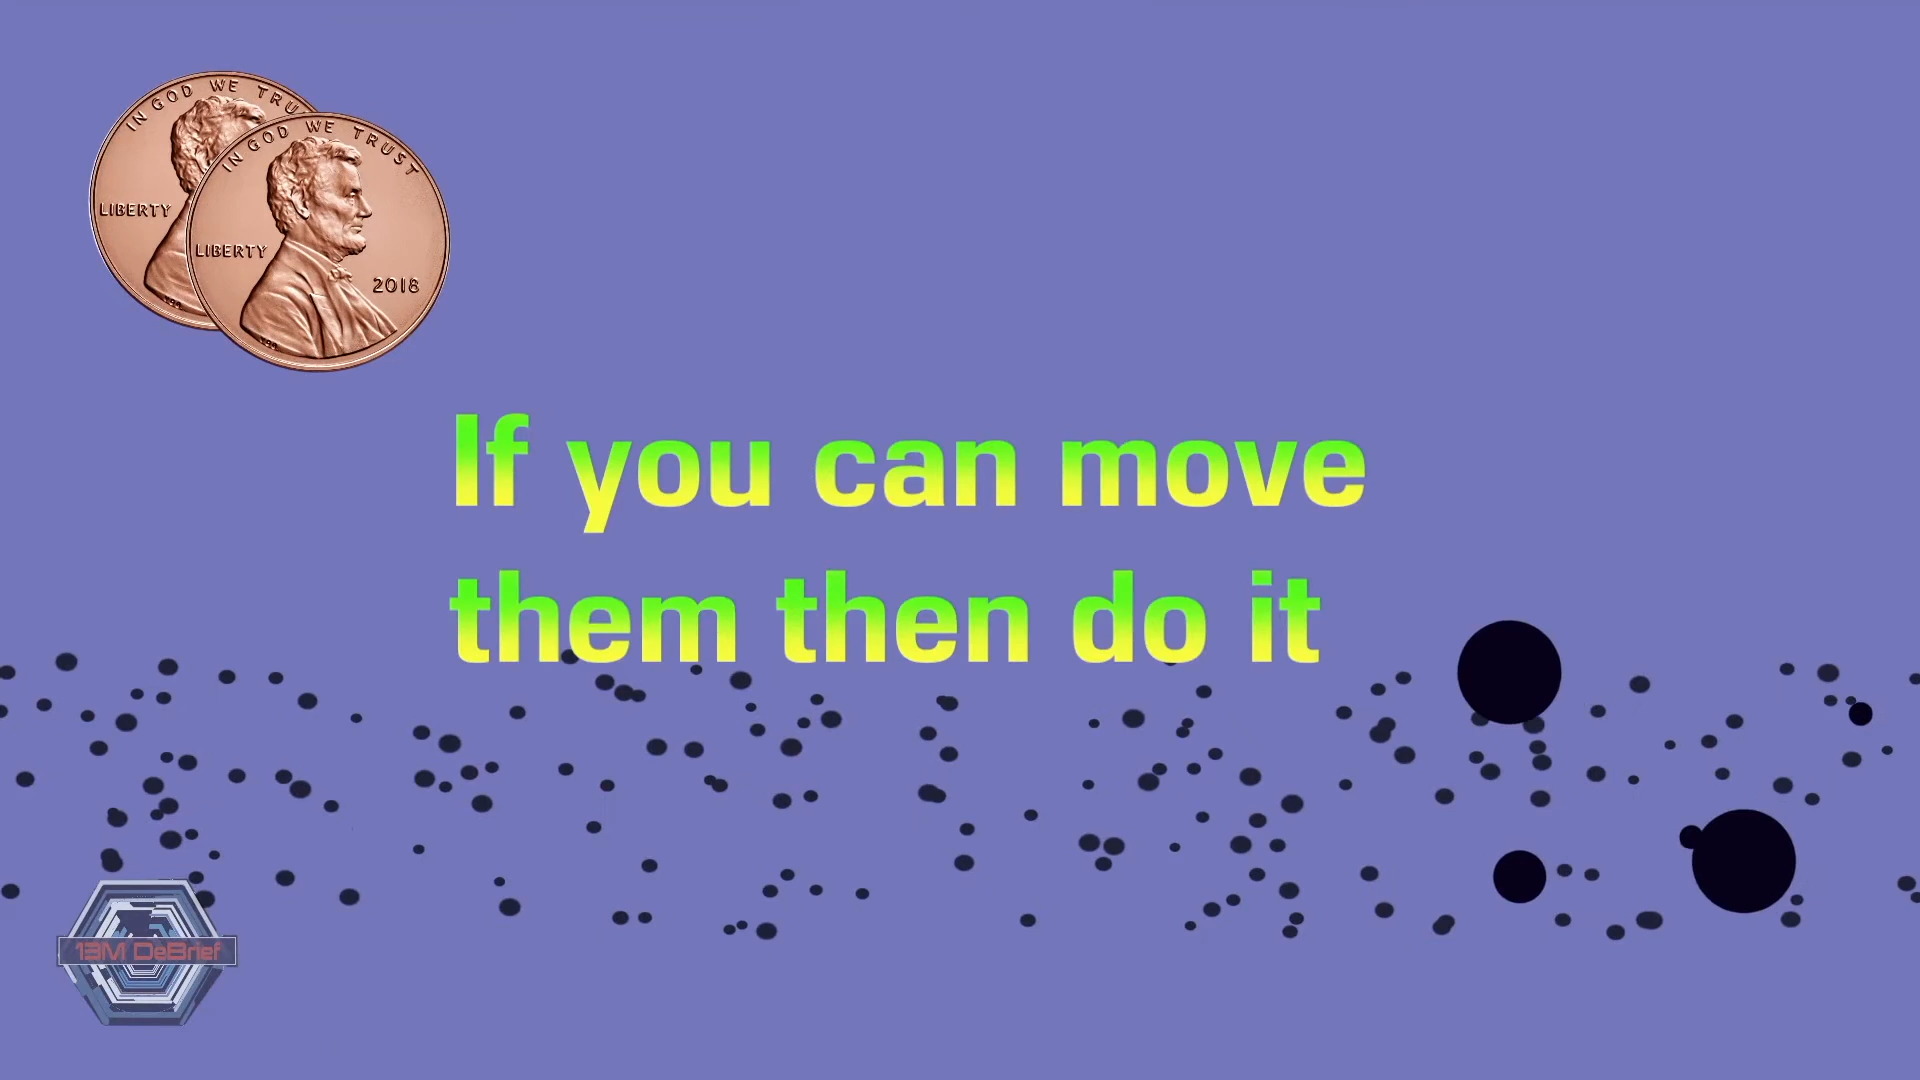 IN GOD WE TRU
LIBERTY
IN GOD WE TRUST
LIBERTY
2018
If you can move
them then do it
13M DeBrief